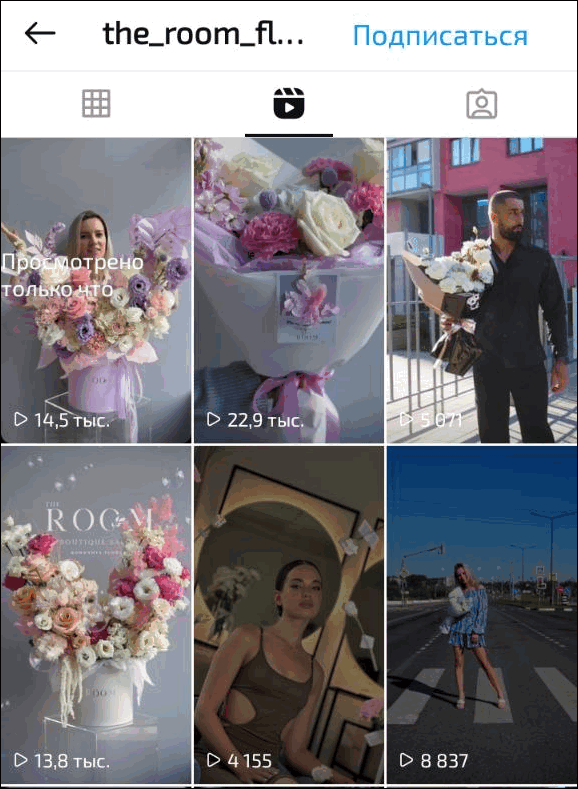 the_room_fl...
Подписаться
Просмотрено
только что
14,5 тыс.
22,9 тыс.
5 071
THE
ROOM
13,8 тыс.
4 155
8 837